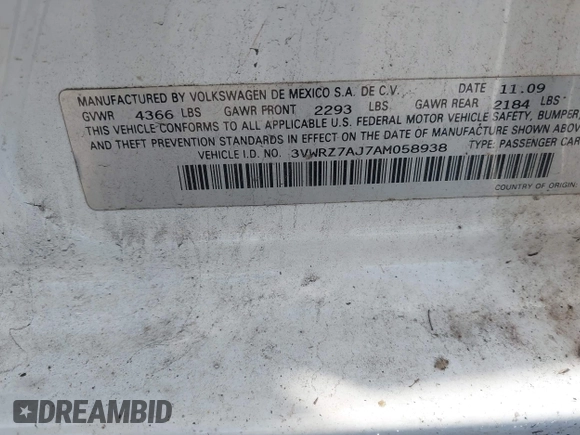 MANUFACTURED BY VOLKSWAGEN DE MEXICO S.A. DE C.V. DATE 11.09
GVWR 4366 LBS GAWR FRONT 2293 LBS. GAWR REAR 2184 LBS
THIS VEHICLE CONFORMS TO ALL APPLICABLE U.S. FEDERAL MOTOR VEHICLE SAFETY, BUMPER,
AND THEFT PREVENTION STANDARDS IN EFFECT ON THE DATE OF MANUFACTURE SHOWN ABOVE
VEHICLE I.D. NO. 3VWRZ7AJ7AM058938 TYPE: PASSENGER CAR
COUNTRY OF ORIGIN:
DREAMBID